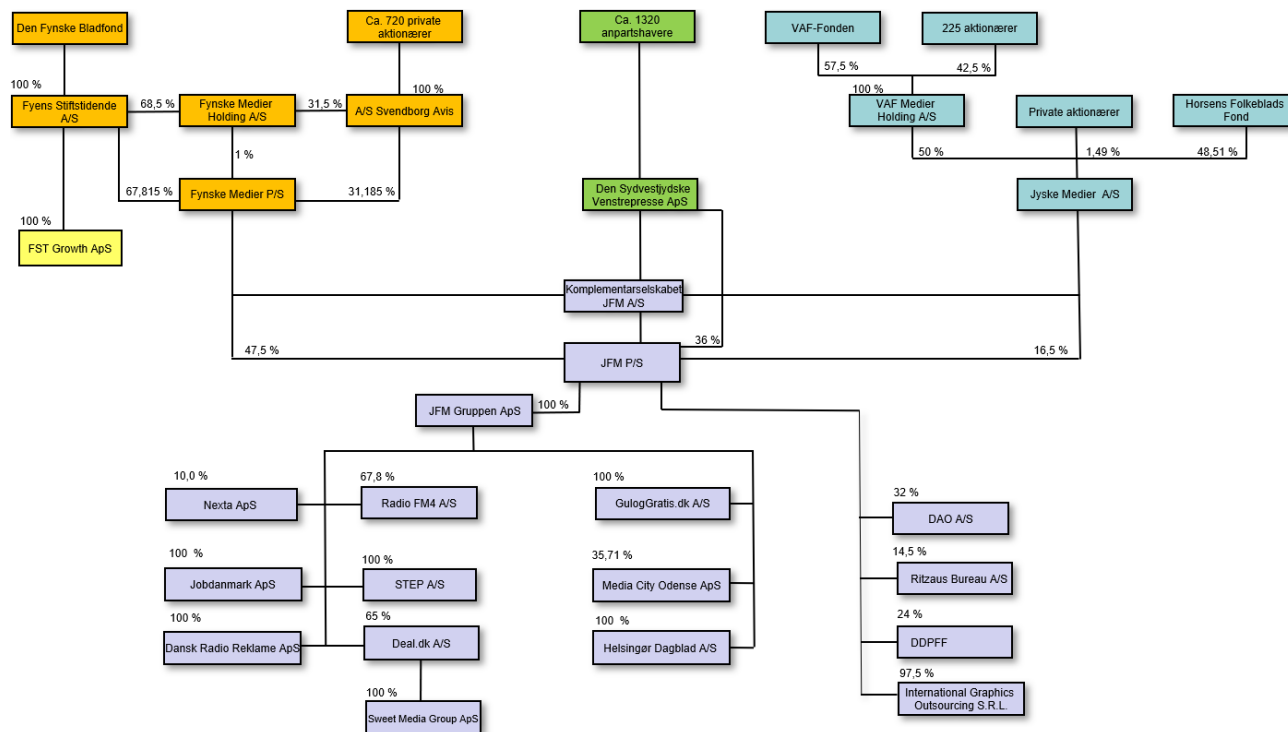 Den Fynske Bladfond
Ca. 720 private
aktionærer
Ca. 1320
anpartshavere
VAF-Fonden
225 aktionærer
57,5 %
42,5 %
100 %
100 %
100 %
Fyens Stiftstidende
A/S
68,5 %
Fynske Medier
Holding A/S
31,5 %
A/S Svendborg Avis
VAF Medier
Holding A/S
Private aktionærer
Horsens Folkeblads
Fond
1 %
50 %
1,49 %
48,51 %
67,815 %
Fynske Medier P/S
31,185 %
Den Sydvestjydske
Venstrepresse ApS
Jyske Medier A/S
100 %
FST Growth ApS
Komplementarselskabet
JFM A/S
47,5 %
36 %
16,5 %
JFM P/S
JFM Gruppen ApS
100 %
10,0 %
Nexta ApS
67,8 %
Radio FM4 A/S
100 %
GulogGratis.dk A/S
32 %
DAO A/S
100 %
Jobdanmark ApS
100 %
STEP A/S
35,71 %
Media City Odense ApS
14,5 %
Ritzaus Bureau A/S
100 %
Dansk Radio Reklame ApS
65 %
Deal.dk A/S
100 %
Helsingør Dagblad A/S
24 %
DDPFF
100 %
Sweet Media Group ApS
97,5 %
International Graphics
Outsourcing S.R.L.